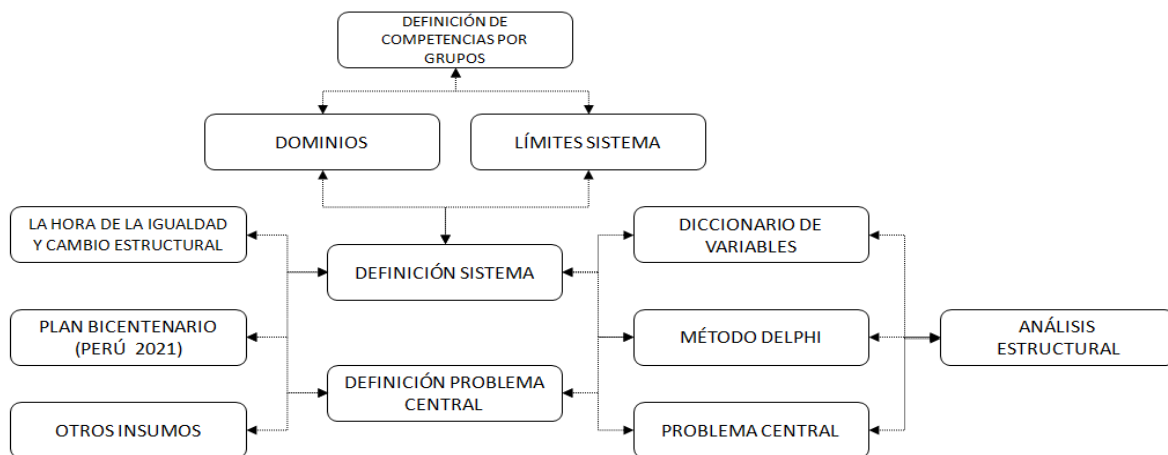 DEFINICIÓN DE
COMPETENCIAS POR
GRUPOS
DOMINIOS
LÍMITES SISTEMA
LA HORA DE LA IGUALDAD
Y CAMBIO ESTRUCTURAL
DEFINICIÓN SISTEMA
DICCIONARIO DE
VARIABLES
PLAN BICENTENARIO
(PERÚ 2021)
MÉTODO DELPHI
ANÁLISIS
ESTRUCTURAL
DEFINICIÓN PROBLEMA
CENTRAL
OTROS INSUMOS
PROBLEMA CENTRAL